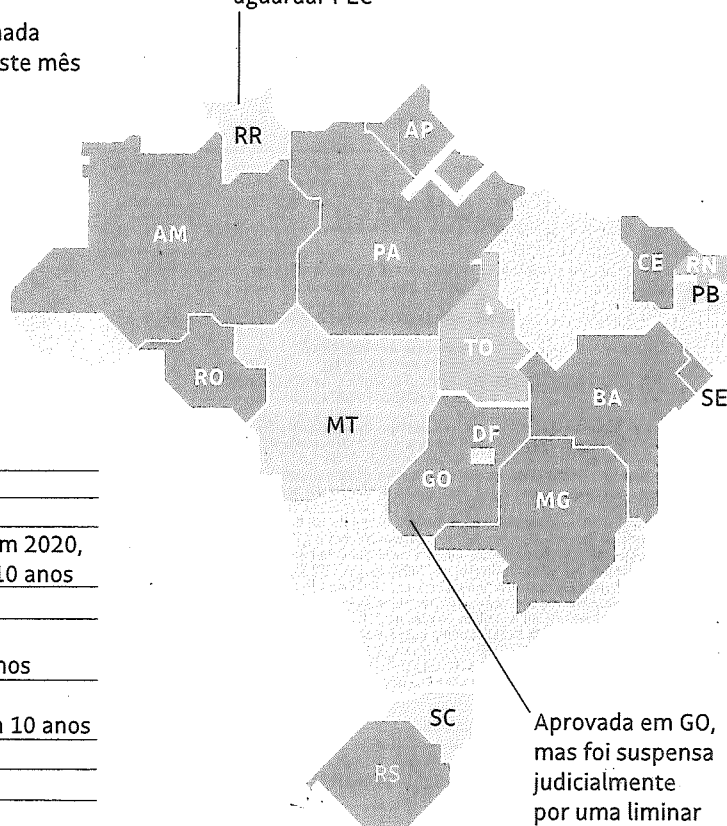 aguardar PEC
nada
ste mês
RR
AP
AM
PA
CE
RN
PB
TO
RO
BA
SE
MT
DF
GO
MG
m 2020,
10 anos
nos
10 anos
SC
RS
Aprovada em GO,
mas foi suspensa
judicialmente
por uma liminar